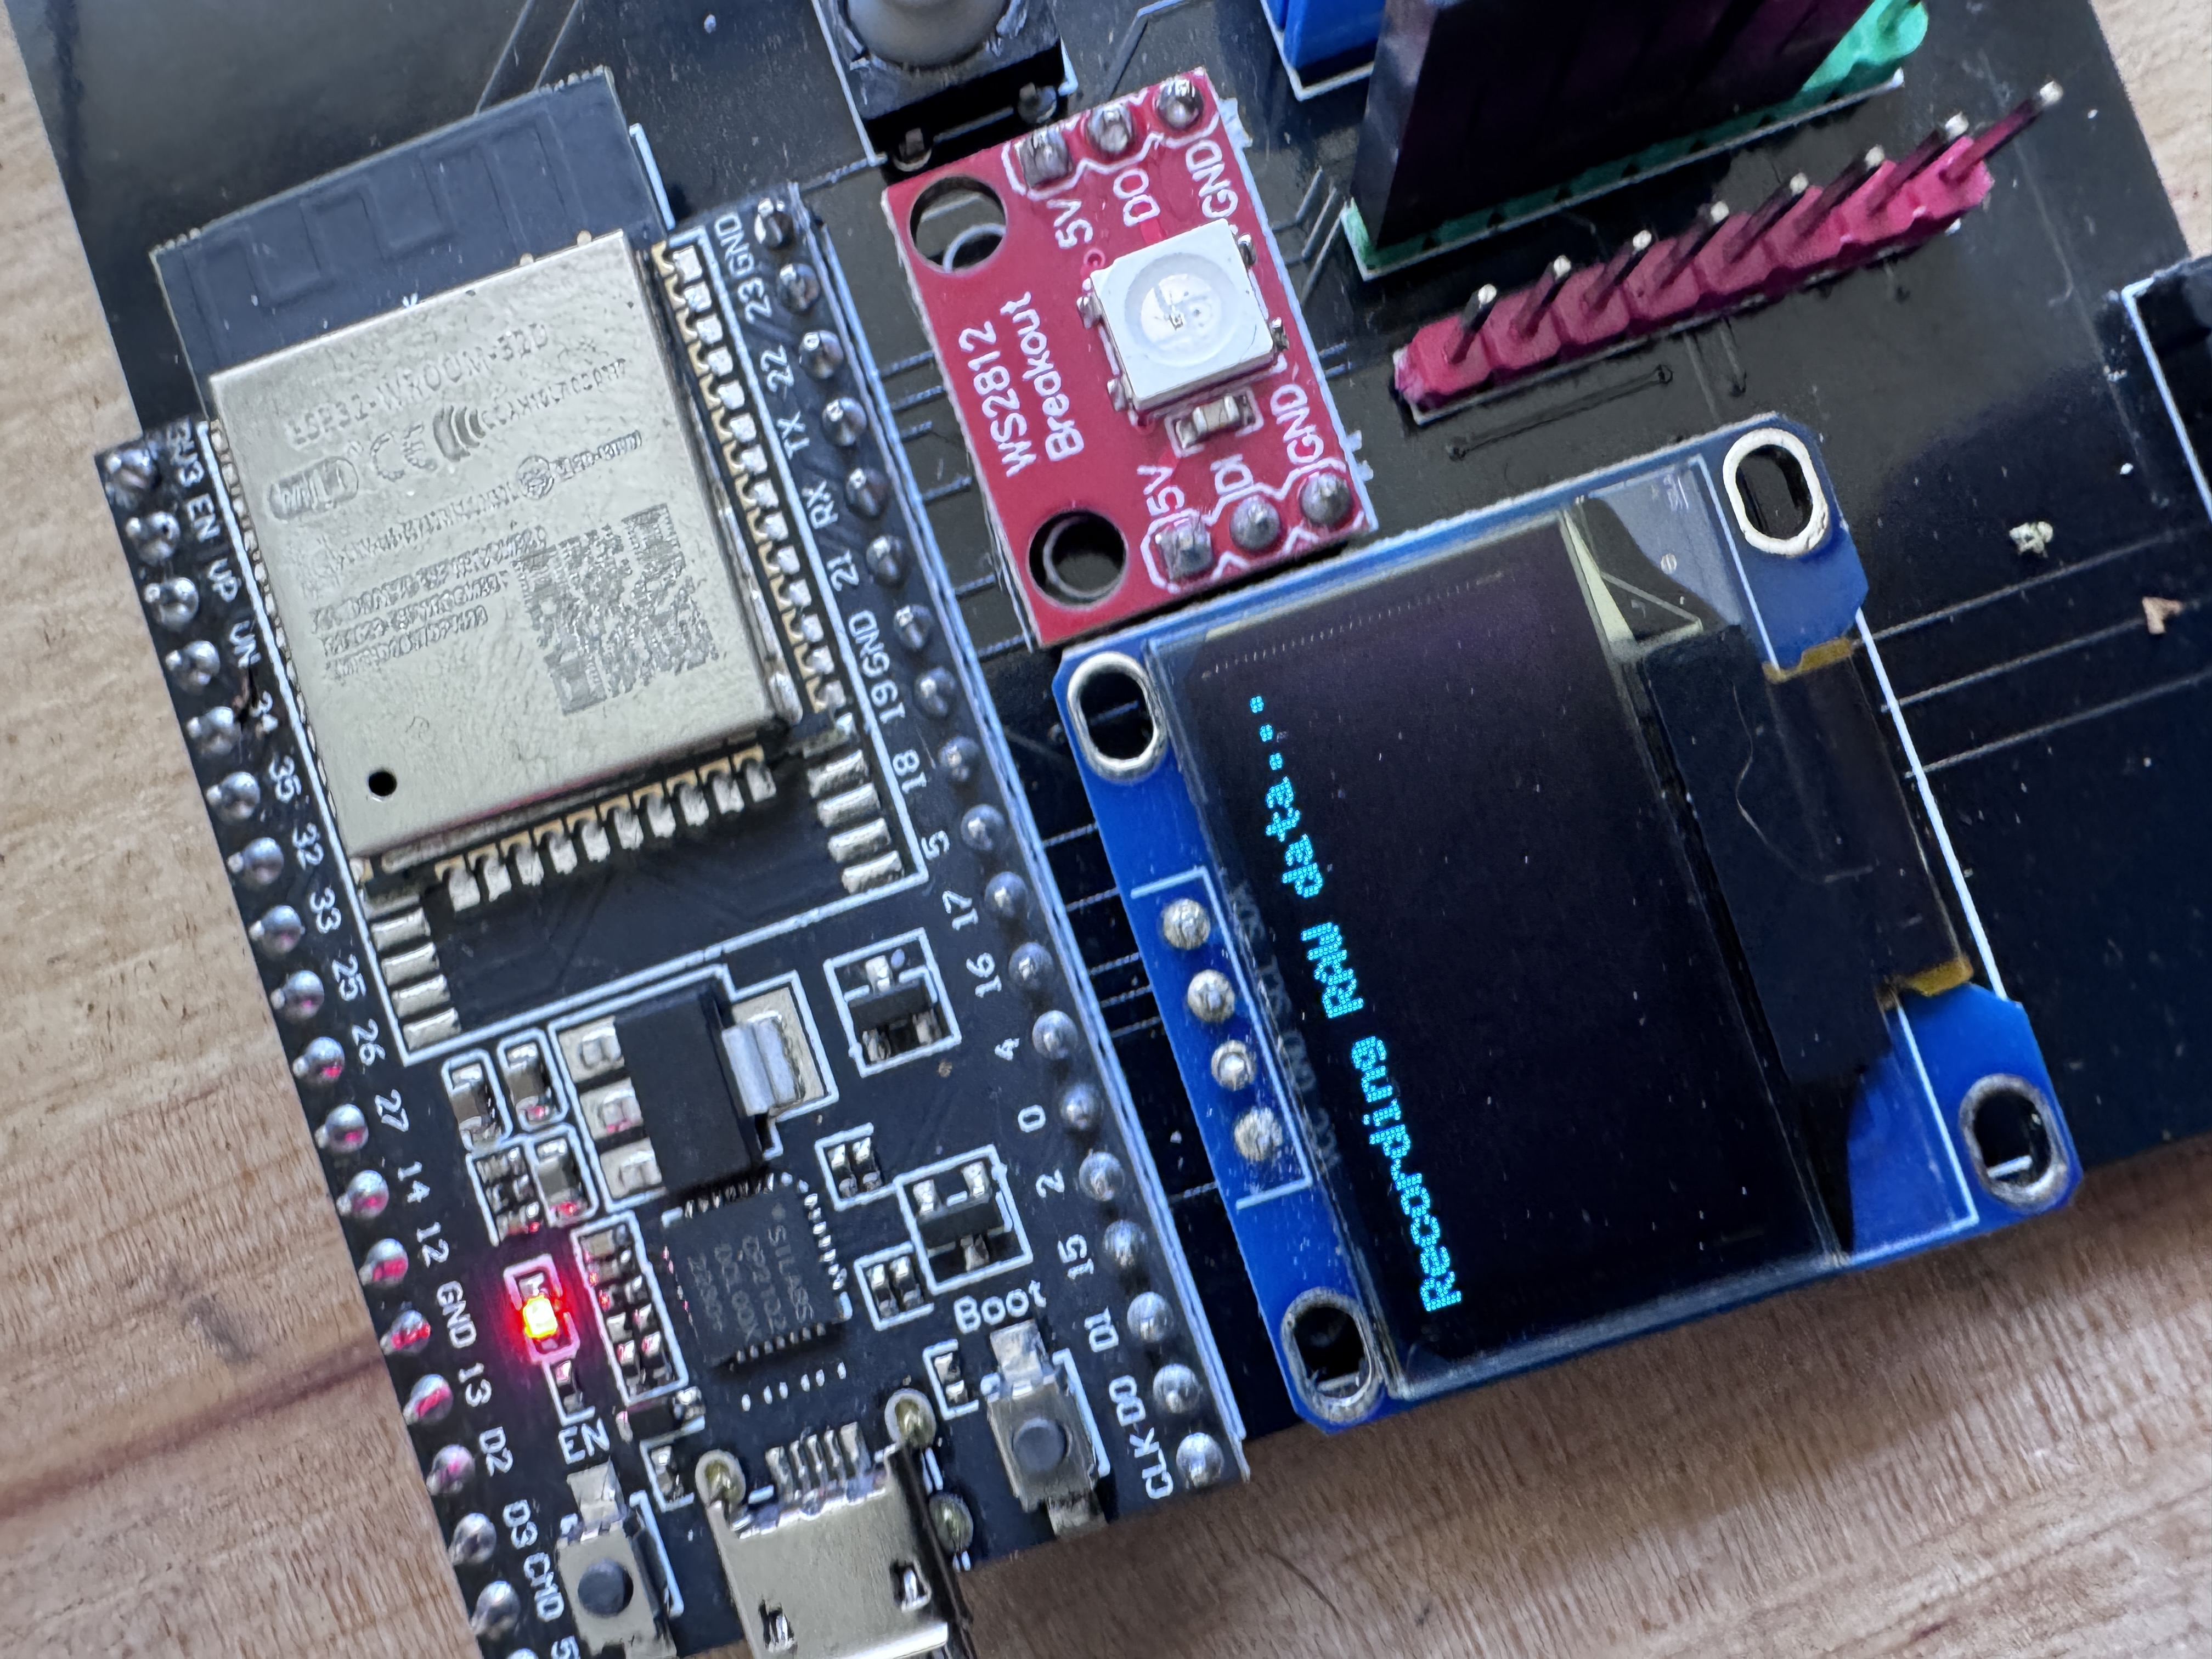 3V3 EN VP VN 34 35 32 33 25 26 27 14 12 GND 13 D2 D3 CMD 5V
EN
WiFi
ESP32-WROOM-32D
CE
SILABS
CP2102
Boot
CLK D0 D1 15 2 0 4 16 17 5 18 19 GND 21 RX TX 22 23 GND
WS2812
Breakout
5V
DI
GND
5V
DO
GND
VCC GND SCL SDA
Recording RAW data...